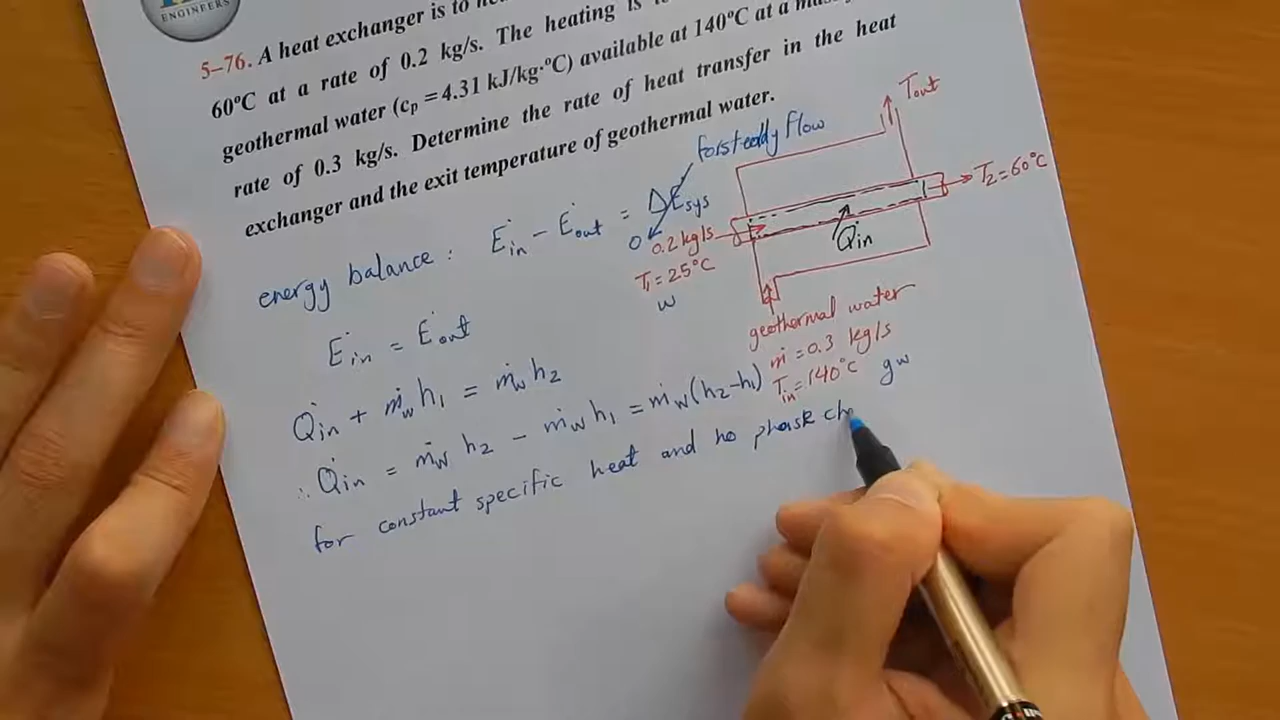 ENGINEERS
5–76. A heat exchanger is to
60ºC at a rate of 0.2 kg/s. The heating is
geothermal water (cp = 4.31 kJ/kg·ºC) available at 140ºC at a
rate of 0.3 kg/s. Determine the rate of heat transfer in the heat
exchanger and the exit temperature of geothermal water.
Tout
for steady flow
T2 = 60°C
energy balance : Ėin - Ėout = ΔĖsys
0
0.2 kg/s
T1 = 25°C
w
Q̇in
geothermal water
ṁ = 0.3 kg/s
Tin = 140°C gw
Ėin = Ėout
Q̇in + ṁw h1 = ṁw h2
∴ Q̇in = ṁw h2 - ṁw h1 = ṁw (h2-h1)
for constant specific heat and no phase ch